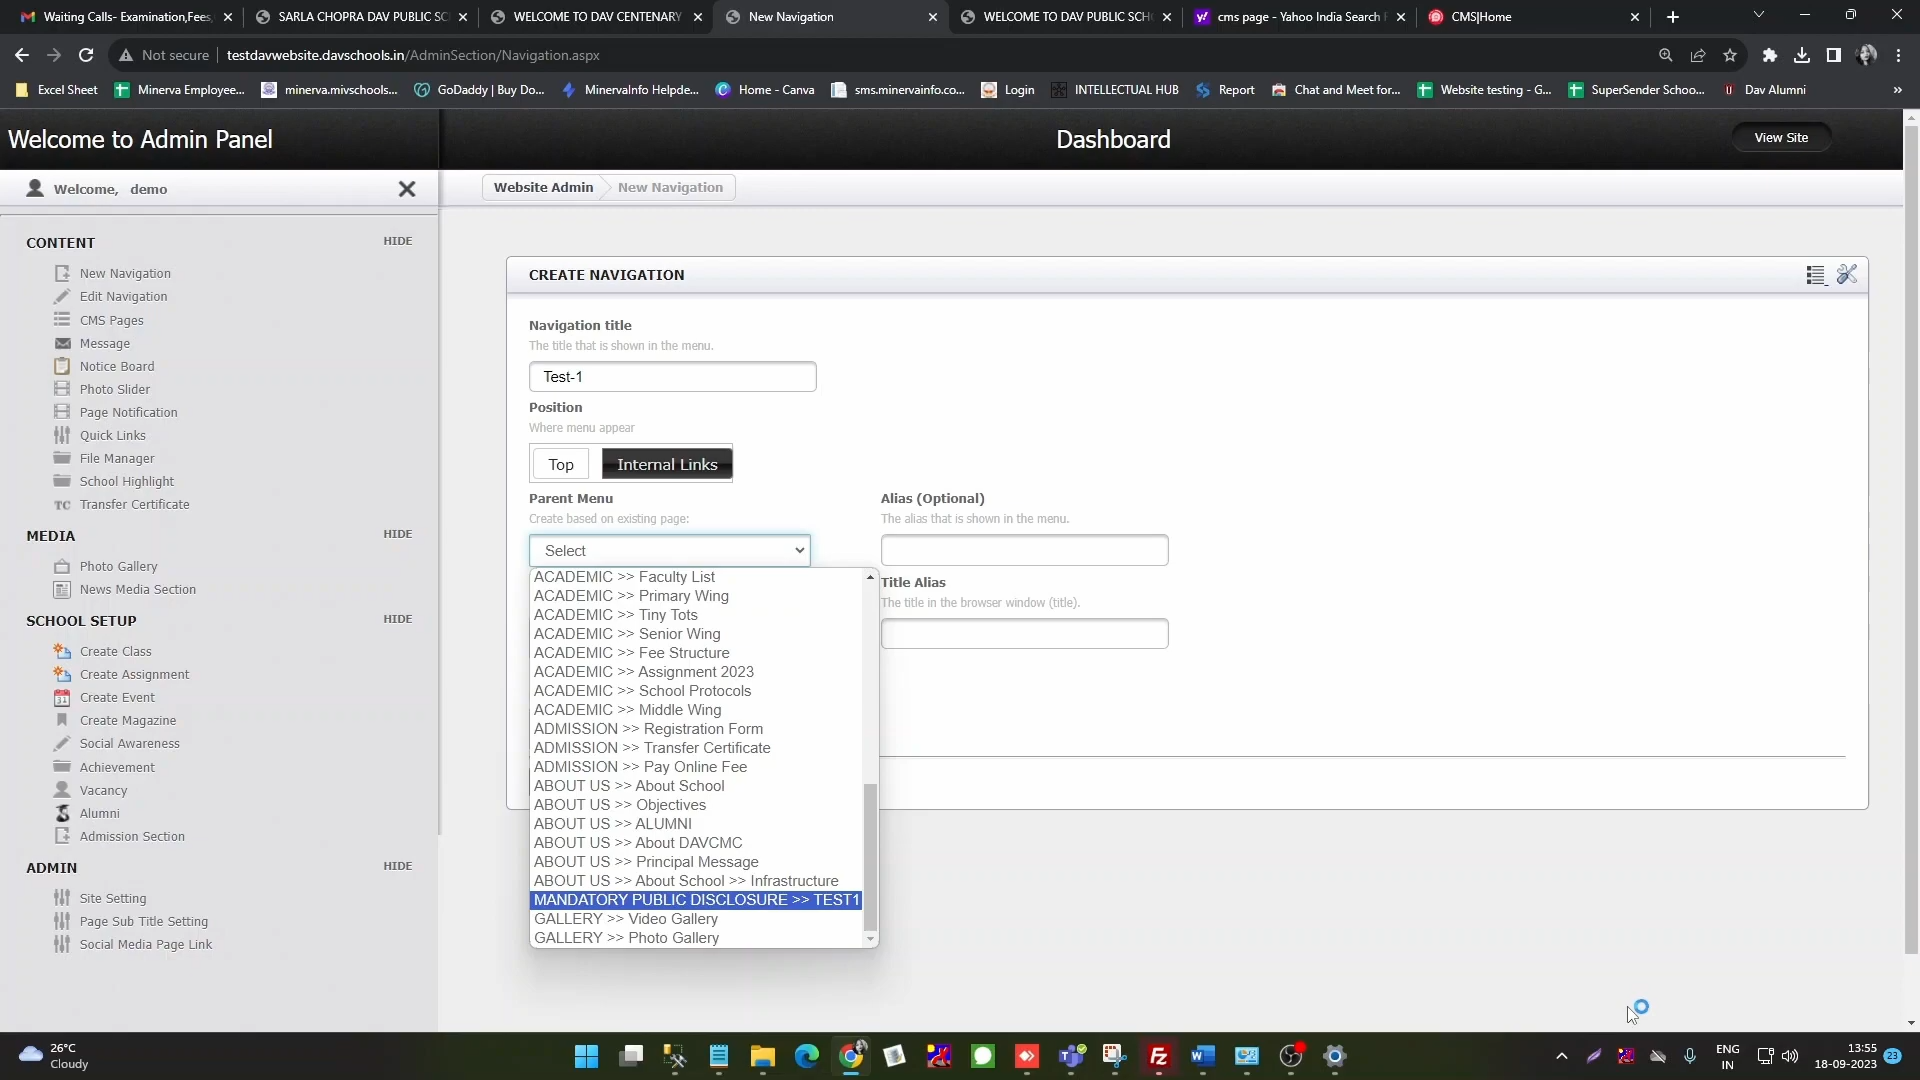 Waiting Calls- Examination,Fees,
SARLA CHOPRA DAV PUBLIC SC
WELCOME TO DAV CENTENARY
New Navigation
WELCOME TO DAV PUBLIC SCH
cms page - Yahoo India Search
CMS|Home
Not secure
testdavwebsite.davschools.in/AdminSection/Navigation.aspx
Excel Sheet
Minerva Employee...
minerva.mivschools...
GoDaddy | Buy Do...
MinervaInfo Helpde...
Home - Canva
sms.minervainfo.co...
Login
INTELLECTUAL HUB
Report
Chat and Meet for...
Website testing - G...
SuperSender Schoo...
Dav Alumni
Welcome to Admin Panel
Dashboard
View Site
Welcome, demo
Website Admin
New Navigation
CONTENT
HIDE
New Navigation
Edit Navigation
CMS Pages
Message
Notice Board
Photo Slider
Page Notification
Quick Links
File Manager
School Highlight
TC Transfer Certificate
MEDIA
HIDE
Photo Gallery
News Media Section
SCHOOL SETUP
HIDE
Create Class
Create Assignment
Create Event
Create Magazine
Social Awareness
Achievement
Vacancy
Alumni
Admission Section
ADMIN
HIDE
Site Setting
Page Sub Title Setting
Social Media Page Link
CREATE NAVIGATION
Navigation title
The title that is shown in the menu.
Test-1
Position
Where menu appear
Top
Internal Links
Parent Menu
Create based on existing page:
Select
Alias (Optional)
The alias that is shown in the menu.
Title Alias
The title in the browser window (title).
ACADEMIC >> Faculty List
ACADEMIC >> Primary Wing
ACADEMIC >> Tiny Tots
ACADEMIC >> Senior Wing
ACADEMIC >> Fee Structure
ACADEMIC >> Assignment 2023
ACADEMIC >> School Protocols
ACADEMIC >> Middle Wing
ADMISSION >> Registration Form
ADMISSION >> Transfer Certificate
ADMISSION >> Pay Online Fee
ABOUT US >> About School
ABOUT US >> Objectives
ABOUT US >> ALUMNI
ABOUT US >> About DAVCMC
ABOUT US >> Principal Message
ABOUT US >> About School >> Infrastructure
MANDATORY PUBLIC DISCLOSURE >> TEST1
GALLERY >> Video Gallery
GALLERY >> Photo Gallery
26°C
Cloudy
ENG
IN
13:55
18-09-2023
23